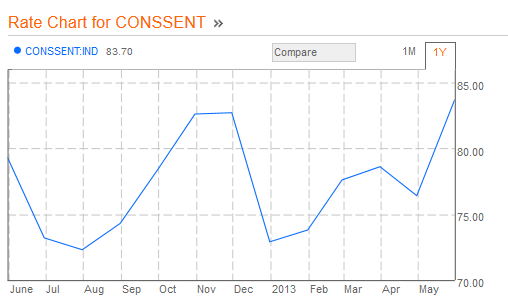 Rate Chart for CONSSENT »
CONSSENT:IND 83.70 Compare 1M 1Y
85.00
80.00
75.00
70.00
June Jul Aug Sep Oct Nov Dec 2013 Feb Mar Apr May